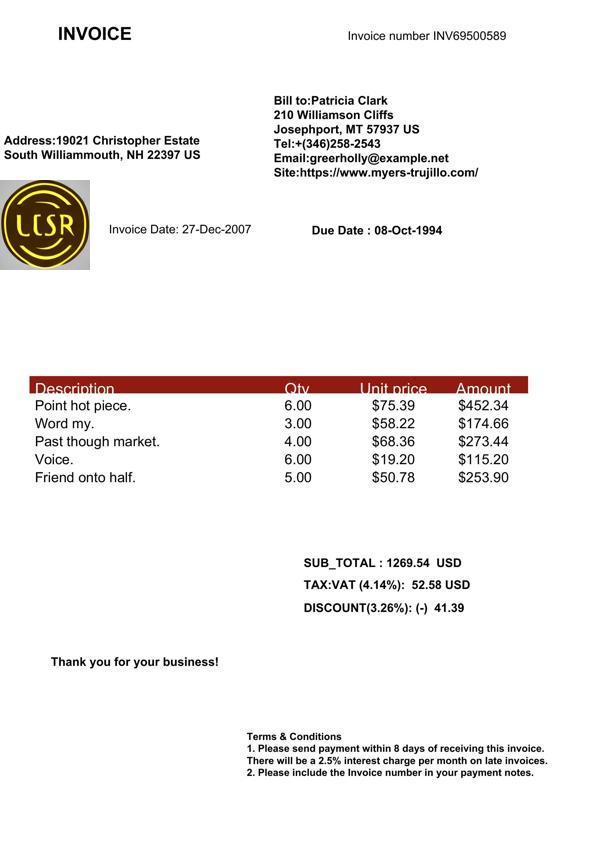 INVOICE
Invoice number INV69500589
Bill to:Patricia Clark
210 Williamson Cliffs
Josephport, MT 57937 US
Tel:+(346)258-2543
Email:greerholly@example.net
Site:https://www.myers-trujillo.com/
Address:19021 Christopher Estate
South Williammouth, NH 22397 US
LCSR
Invoice Date: 27-Dec-2007
Due Date : 08-Oct-1994
Description Qty Unit price Amount
Point hot piece. 6.00 $75.39 $452.34
Word my. 3.00 $58.22 $174.66
Past though market. 4.00 $68.36 $273.44
Voice. 6.00 $19.20 $115.20
Friend onto half. 5.00 $50.78 $253.90
SUB_TOTAL : 1269.54 USD
TAX:VAT (4.14%): 52.58 USD
DISCOUNT(3.26%): (-) 41.39
Thank you for your business!
Terms & Conditions
1. Please send payment within 8 days of receiving this invoice.
There will be a 2.5% interest charge per month on late invoices.
2. Please include the Invoice number in your payment notes.